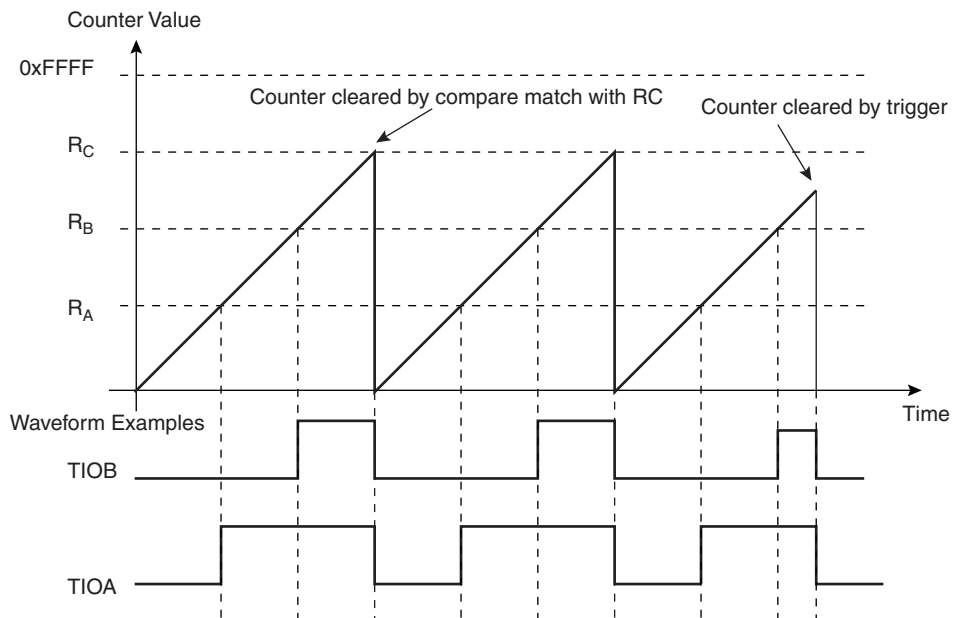 Counter Value
0xFFFF
Counter cleared by compare match with RC
Counter cleared by trigger
RC
RB
RA
Time
Waveform Examples
TIOB
TIOA